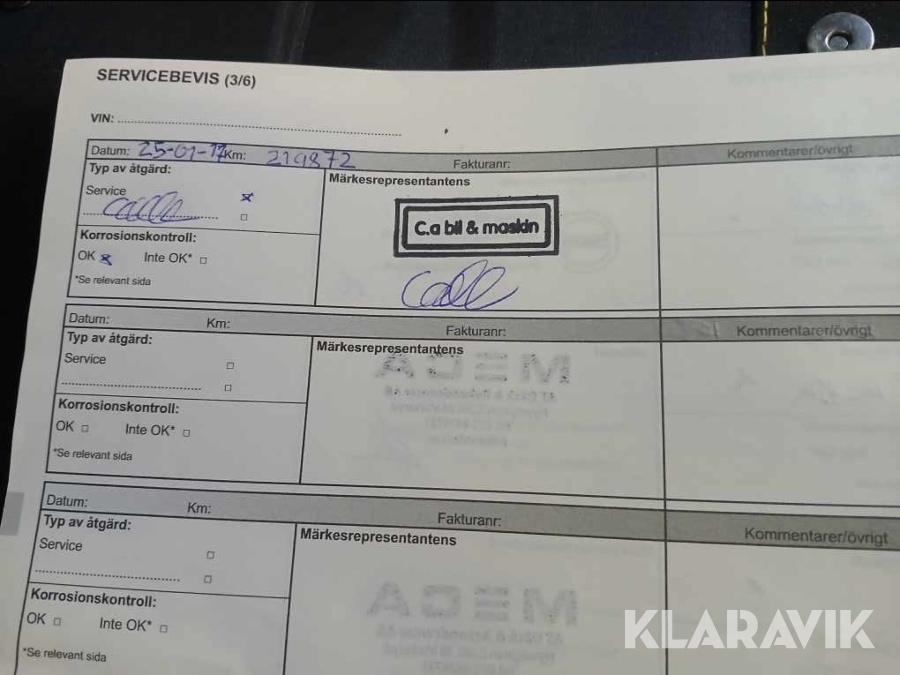 SERVICEBEVIS (3/6)
VIN:
Datum: 25-01-17 Km: 219872 Fakturanr: Kommentarer/övrigt
Typ av åtgärd: Märkesrepresentantens
Service
C.a bil & maskin
Korrosionskontroll:
OK Inte OK*
*Se relevant sida
Datum: Km: Fakturanr: Kommentarer/övrigt
Typ av åtgärd: Märkesrepresentantens
Service
Korrosionskontroll:
OK Inte OK*
*Se relevant sida
Datum: Km: Fakturanr: Kommentarer/övrigt
Typ av åtgärd: Märkesrepresentantens
Service
Korrosionskontroll:
OK Inte OK*
*Se relevant sida
MECA
MECA
KLARAVIK